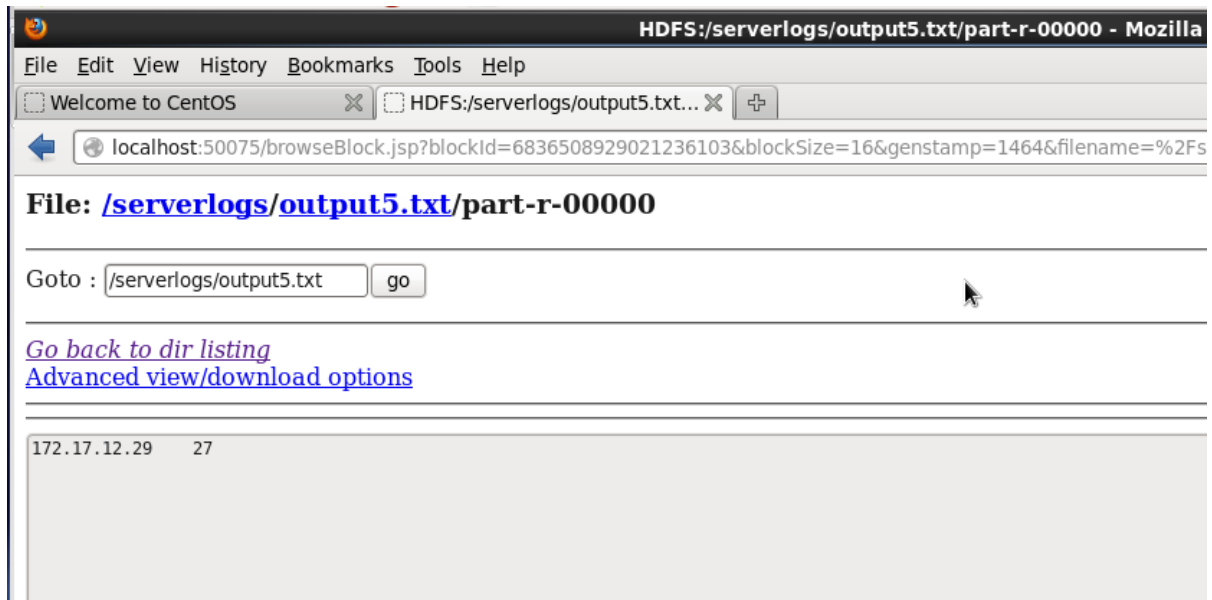 HDFS:/serverlogs/output5.txt/part-r-00000 - Mozilla
File Edit View History Bookmarks Tools Help
Welcome to CentOS HDFS:/serverlogs/output5.txt...
localhost:50075/browseBlock.jsp?blockId=6836508929021236103&blockSize=16&genstamp=1464&filename=%2Fs
File: /serverlogs/output5.txt/part-r-00000
Goto : /serverlogs/output5.txt go
Go back to dir listing
Advanced view/download options
172.17.12.29 27